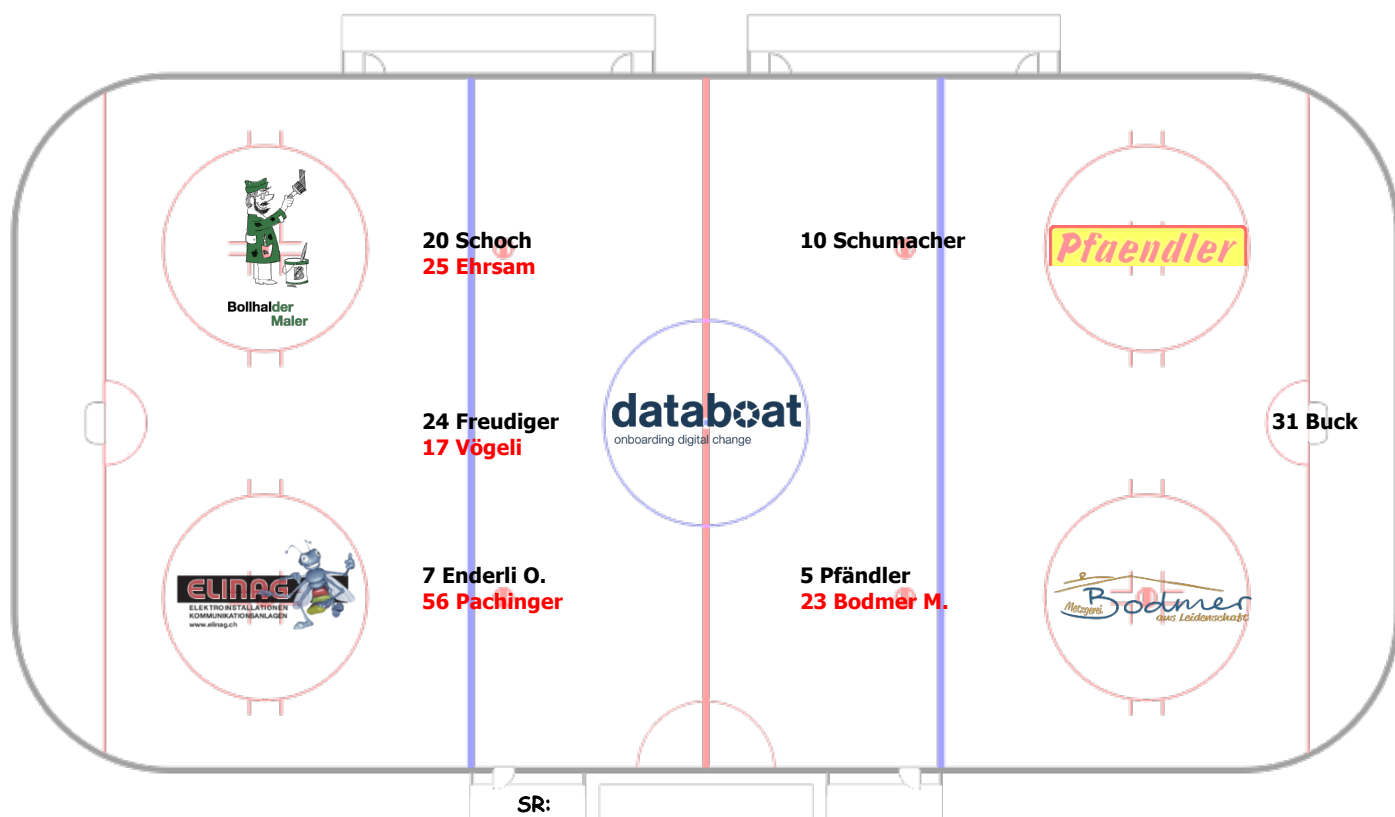 20 Schoch
25 Ehrsam
10 Schumacher
Pfaendler
Bollhalder
Maler
24 Freudiger
17 Vögeli
databoat
onboarding digital change
31 Buck
7 Enderli O.
56 Pachinger
5 Pfändler
23 Bodmer M.
ELINAG
ELEKTROINSTALLATIONEN
KOMMUNIKATIONSANLAGEN
www.elinag.ch
Metzgerei
Bodmer
aus Leidenschaft
SR: